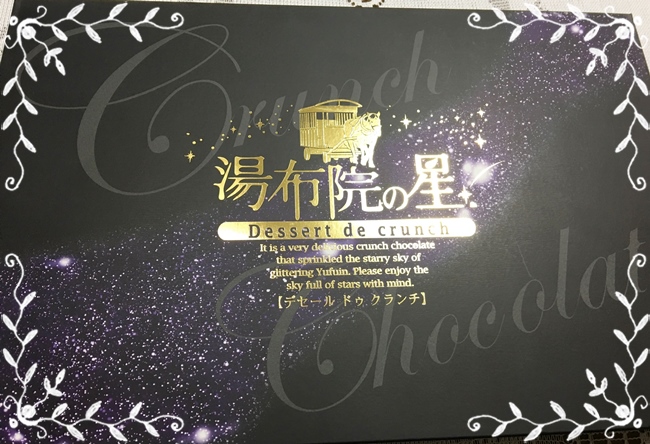 Crunch
湯布院の星
Dessert de crunch
It is a very delicious crunch chocolate
that sprinkled the starry sky of
glittering Yufuin. Please enjoy the
sky full of stars with mind.
【デセール ドゥ クランチ】
Chocolat